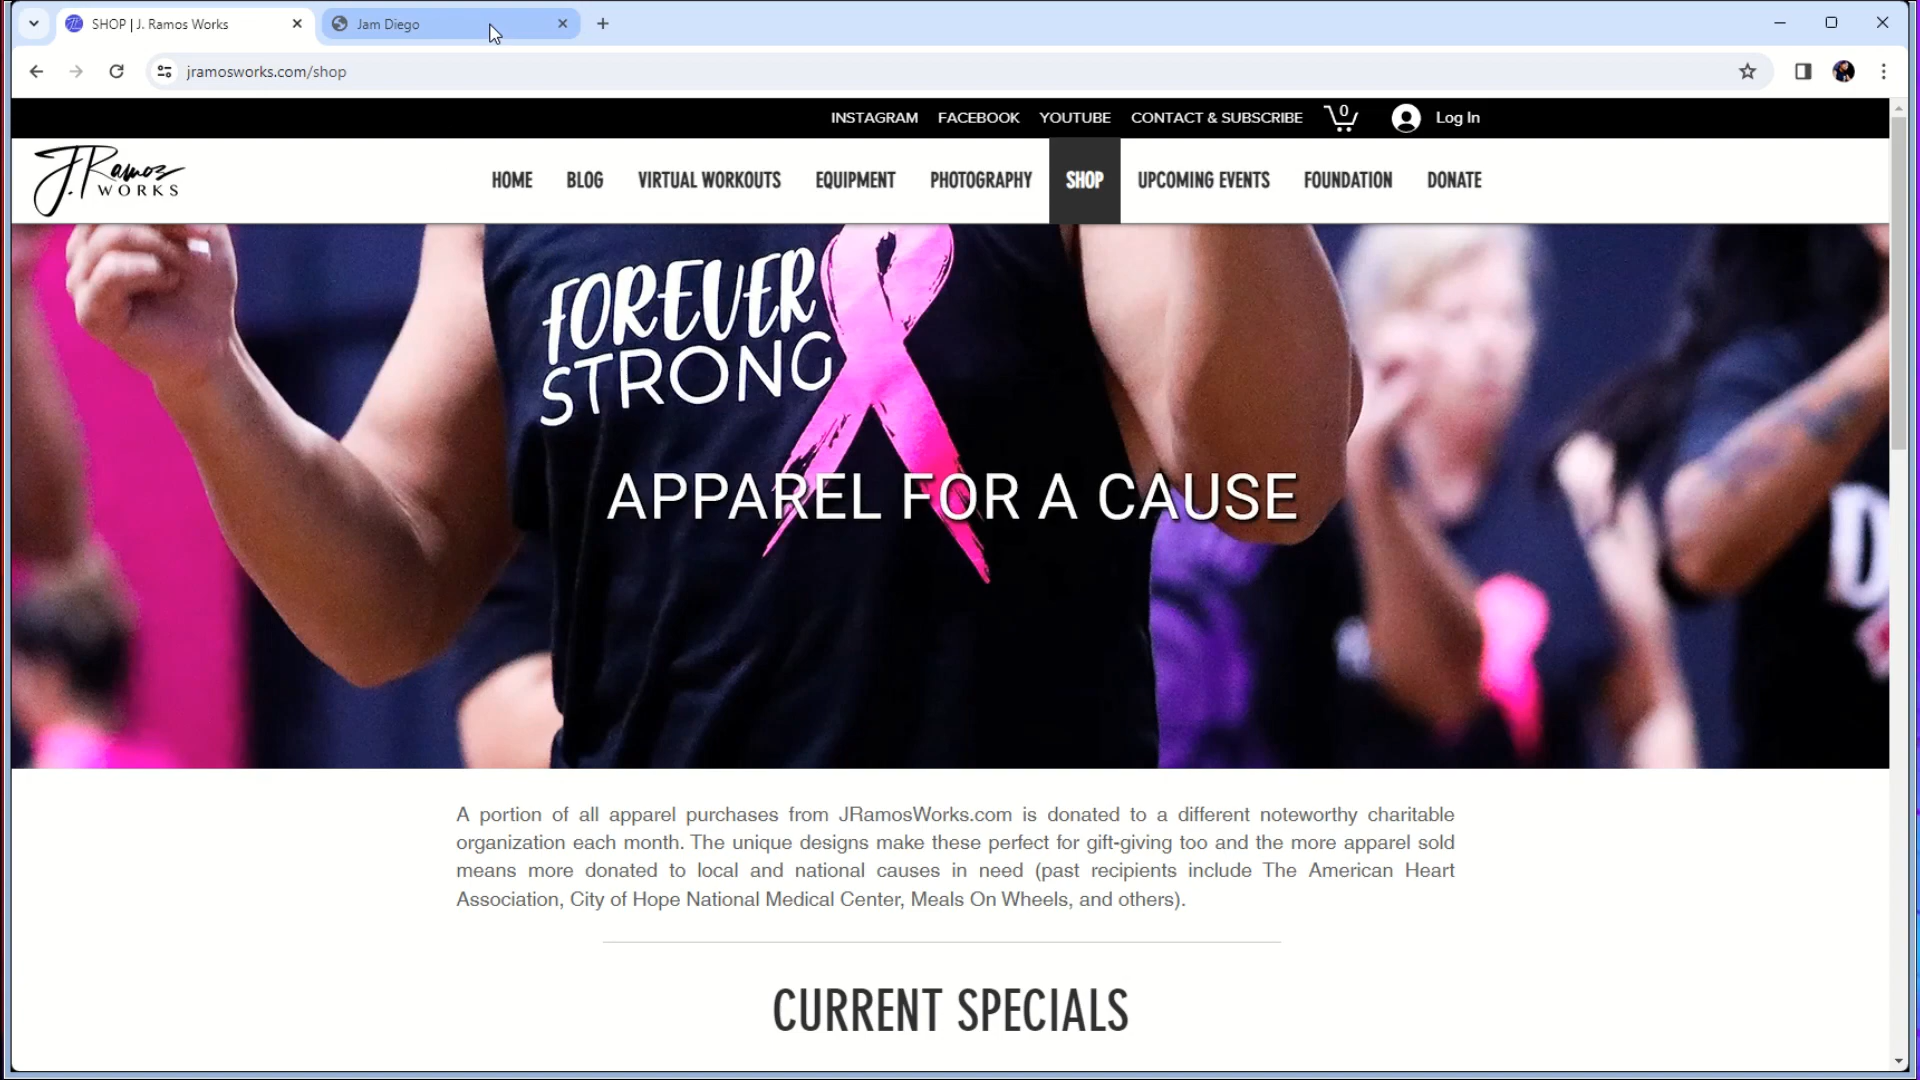 SHOP | J. Ramos Works
Jam Diego
jramosworks.com/shop
INSTAGRAM FACEBOOK YOUTUBE CONTACT & SUBSCRIBE 0 Log In
J. Ramos
WORKS
HOME BLOG VIRTUAL WORKOUTS EQUIPMENT PHOTOGRAPHY SHOP UPCOMING EVENTS FOUNDATION DONATE
FOREVER
STRONG
APPAREL FOR A CAUSE
D
A portion of all apparel purchases from JRamosWorks.com is donated to a different noteworthy charitable
organization each month. The unique designs make these perfect for gift-giving too and the more apparel sold
means more donated to local and national causes in need (past recipients include The American Heart
Association, City of Hope National Medical Center, Meals On Wheels, and others).
CURRENT SPECIALS